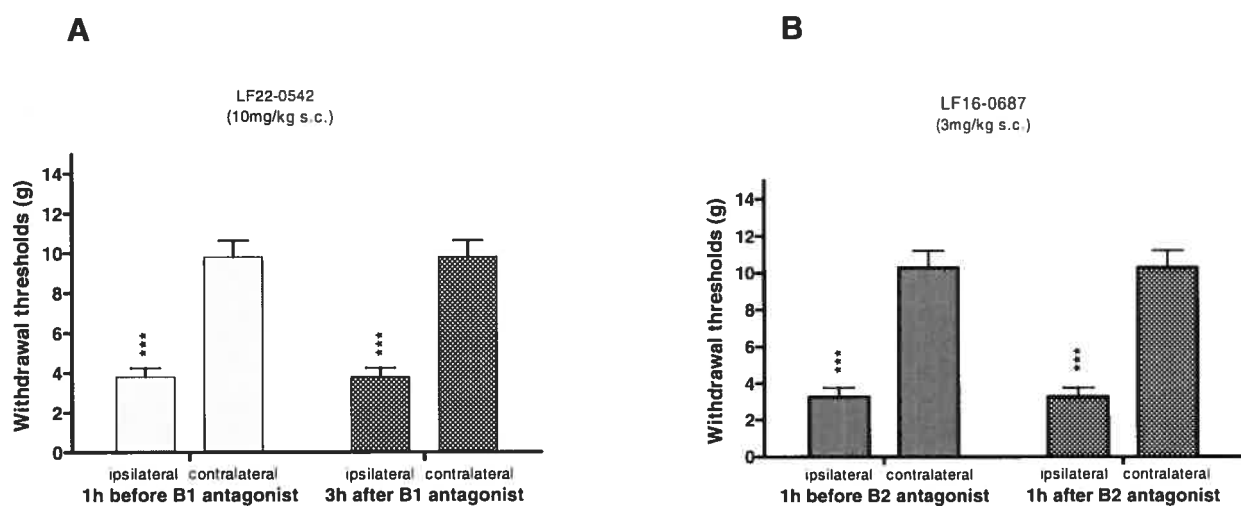 A
LF22-0542
(10mg/kg s.c.)
Withdrawal thresholds (g)
14
12
10
8
6
4
2
0
***
***
ipsilateral contralateral ipsilateral contralateral
1h before B1 antagonist 3h after B1 antagonist
B
LF16-0687
(3mg/kg s.c.)
Withdrawal thresholds (g)
14
12
10
8
6
4
2
0
***
***
ipsilateral contralateral ipsilateral contralateral
1h before B2 antagonist 1h after B2 antagonist